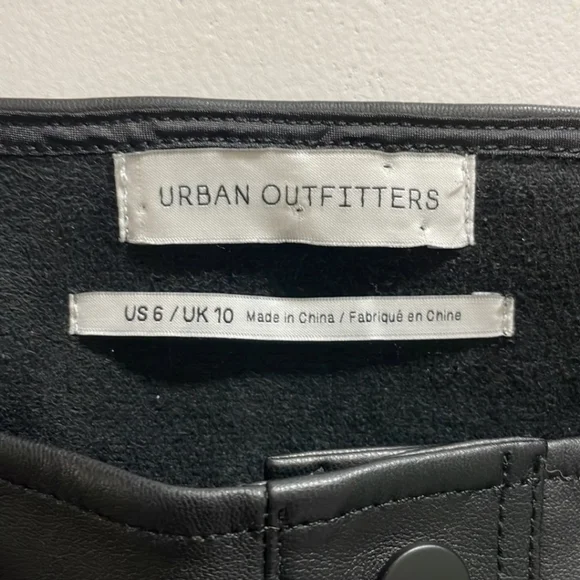 URBAN OUTFITTERS
US 6 / UK 10 Made in China / Fabriqué en Chine